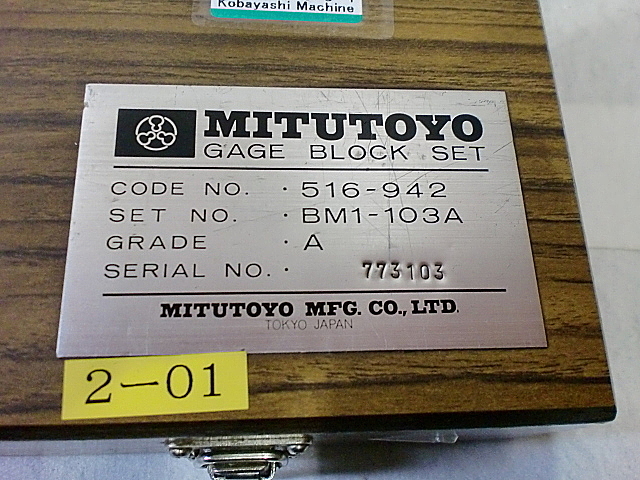 Kobayashi Machine
MITUTOYO
GAGE BLOCK SET
CODE NO. · 516-942
SET NO. · BM1-103A
GRADE · A
SERIAL NO. · 773103
MITUTOYO MFG. CO., LTD.
TOKYO JAPAN
2-01